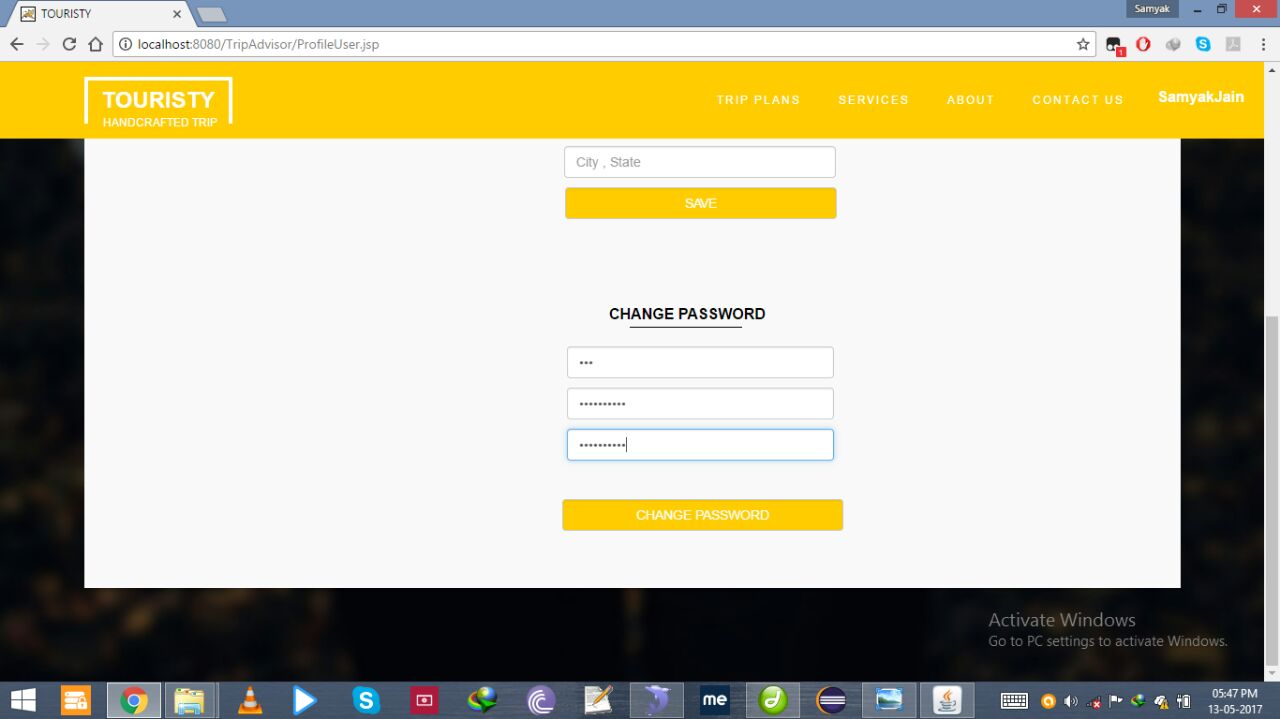 TOURISTY
Samyak
localhost:8080/TripAdvisor/ProfileUser.jsp
1
TOURISTY
HANDCRAFTED TRIP
TRIP PLANS
SERVICES
ABOUT
CONTACT US
SamyakJain
City , State
SAVE
CHANGE PASSWORD
•••
••••••••••
••••••••••
CHANGE PASSWORD
Activate Windows
Go to PC settings to activate Windows.
me
05:47 PM
13-05-2017